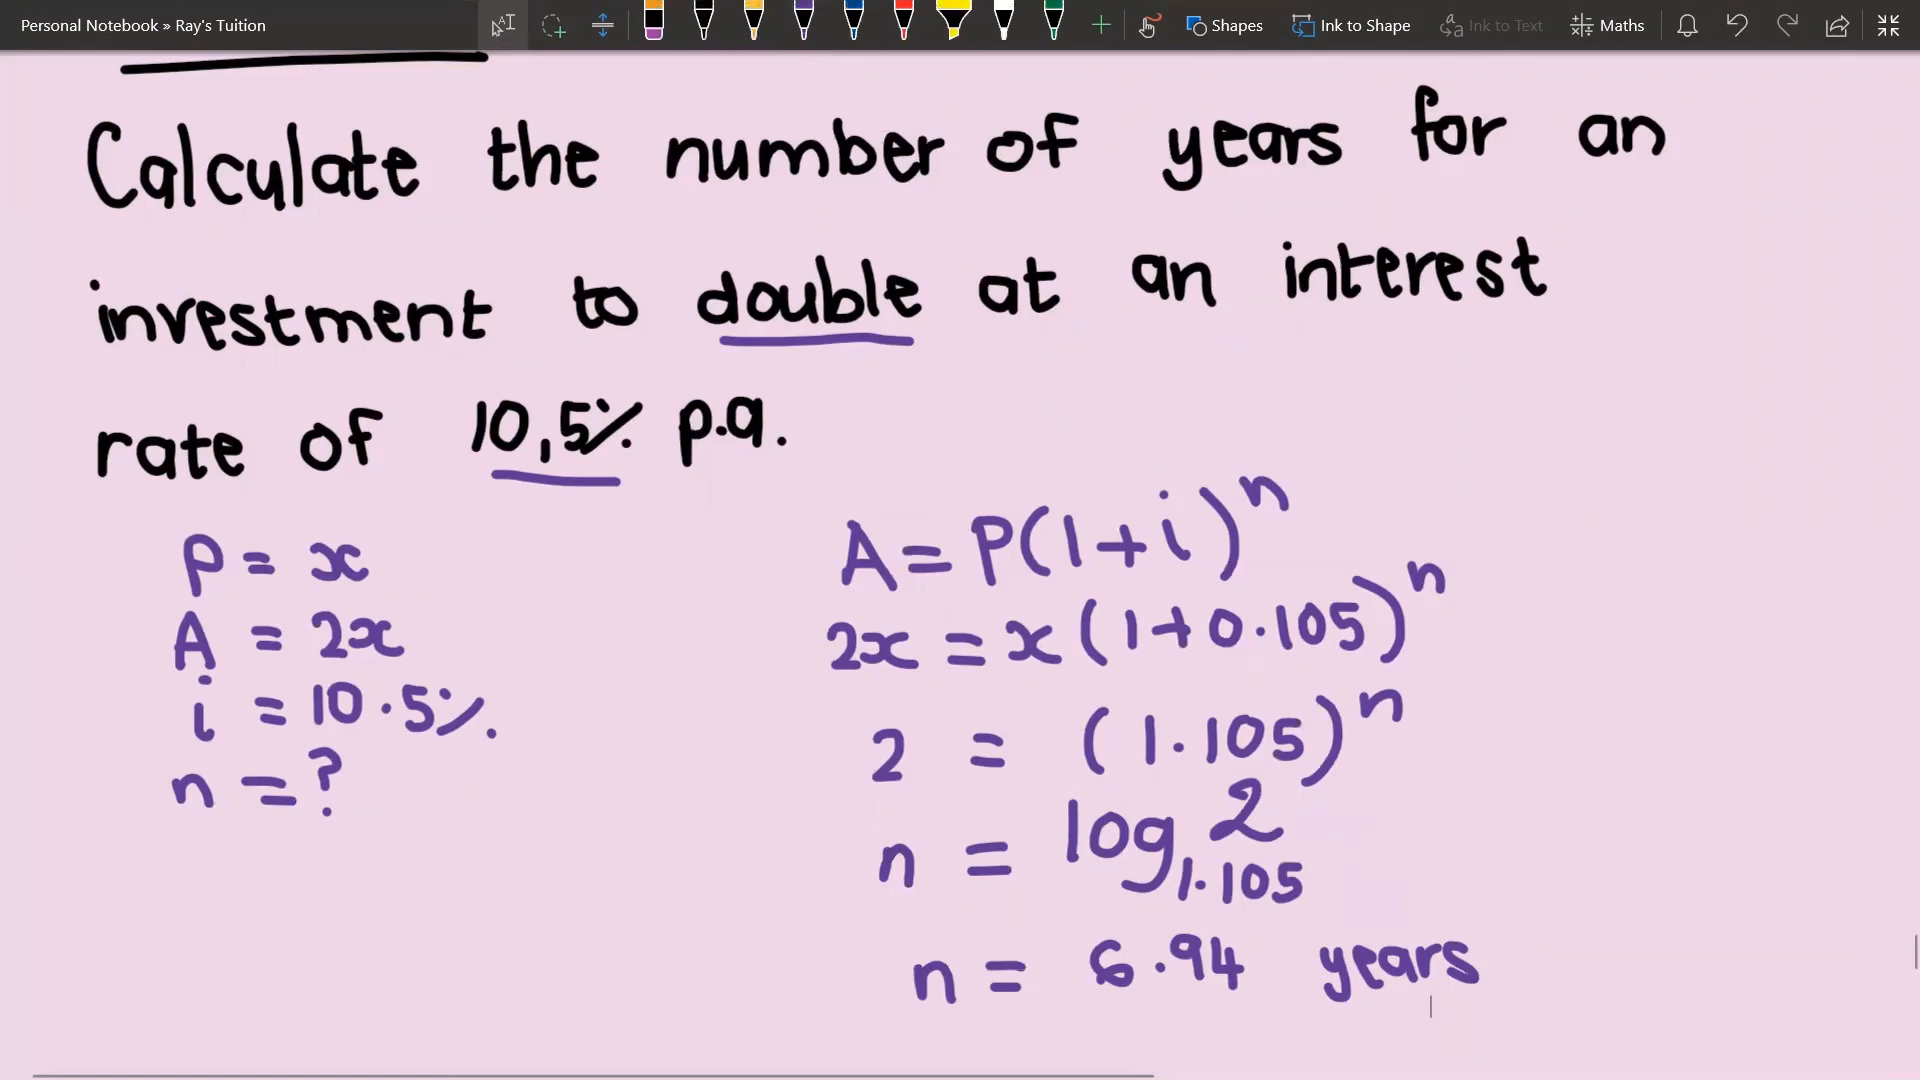 Personal Notebook » Ray's Tuition
Shapes
Ink to Shape
Ink to Text
Maths
Calculate the number of years for an
investment to double at an interest
rate of 10,5% p.a.
P = x
A = 2x
i = 10.5%
n = ?
A = P(1+i)^n
2x = x(1+0.105)^n
2 = (1.105)^n
n = log_1.105 2
n = 6.94 years